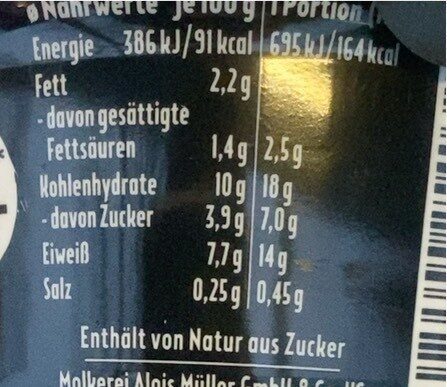 ø Nährwerte je 100 g 1 Portion
Energie 386 kJ/91 kcal 695 kJ/164 kcal
Fett 2,2 g
- davon gesättigte
Fettsäuren 1,4 g 2,5 g
Kohlenhydrate 10 g 18 g
- davon Zucker 3,9 g 7,0 g
Eiweiß 7,7 g 14 g
Salz 0,25 g 0,45 g
Enthält von Natur aus Zucker
Molkerei Alois Müller GmbH & Co.